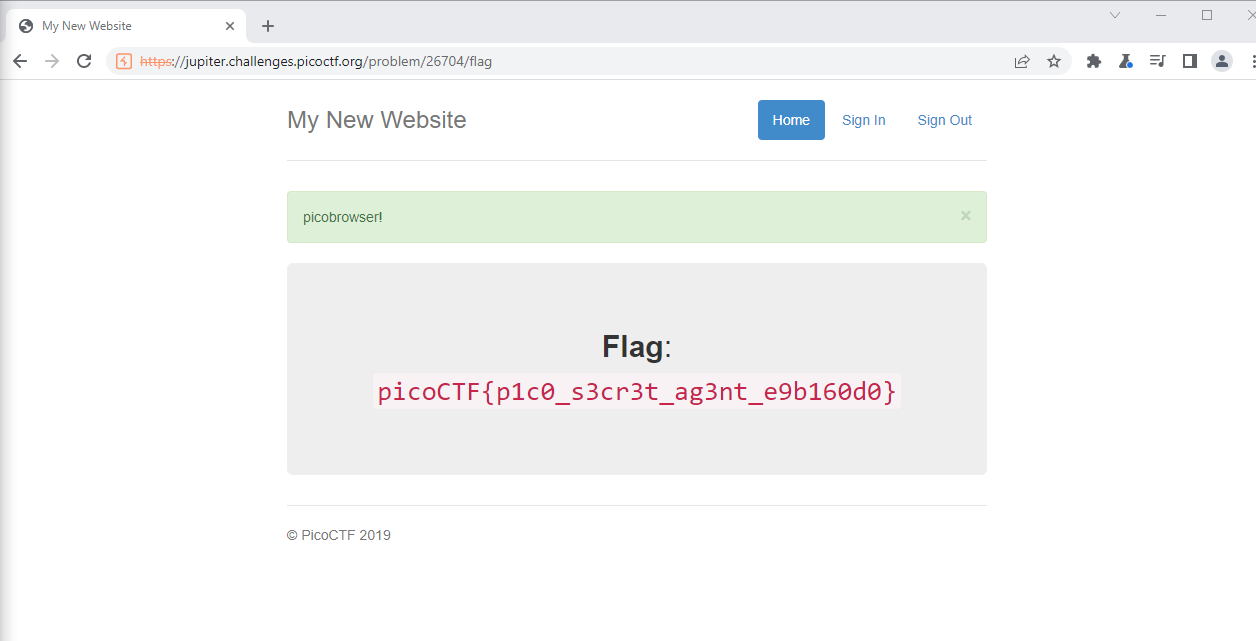 My New Website
https://jupiter.challenges.picoctf.org/problem/26704/flag
My New Website
Home Sign In Sign Out
picobrowser!
×
Flag:
picoCTF{p1c0_s3cr3t_ag3nt_e9b160d0}
© PicoCTF 2019